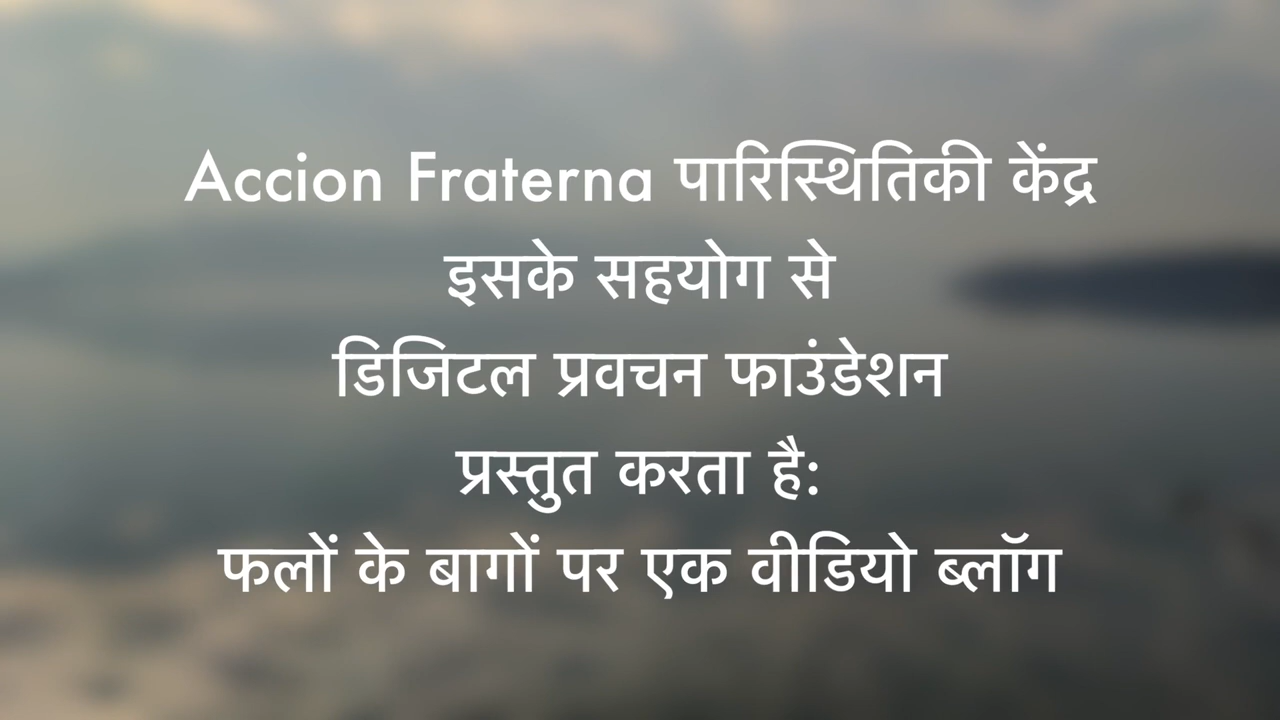 Accion Fraterna पारिस्थितिकी केंद्र
इसके सहयोग से
डिजिटल प्रवचन फाउंडेशन
प्रस्तुत करता है:
फलों के बागों पर एक वीडियो ब्लॉग